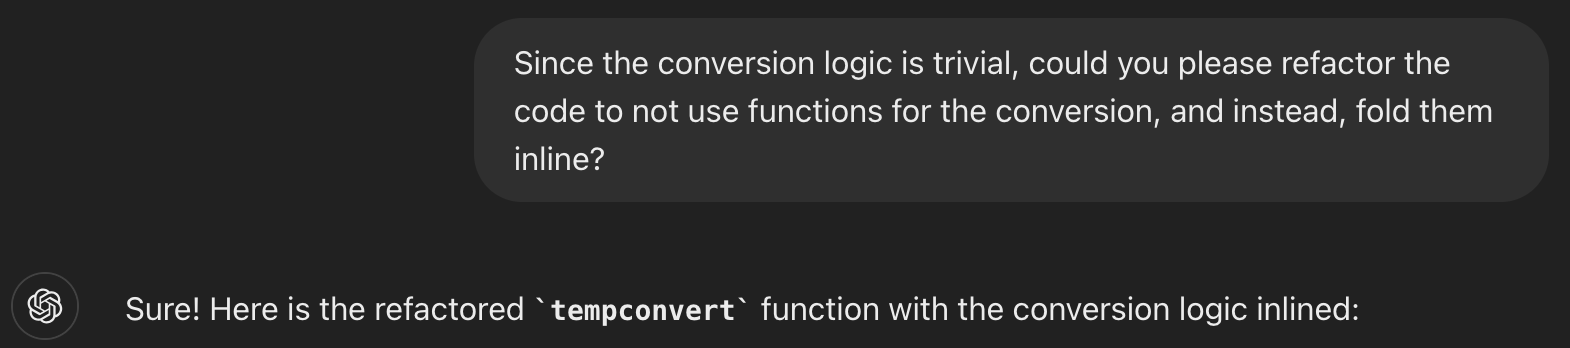 Since the conversion logic is trivial, could you please refactor the
code to not use functions for the conversion, and instead, fold them
inline?
Sure! Here is the refactored `tempconvert` function with the conversion logic inlined: